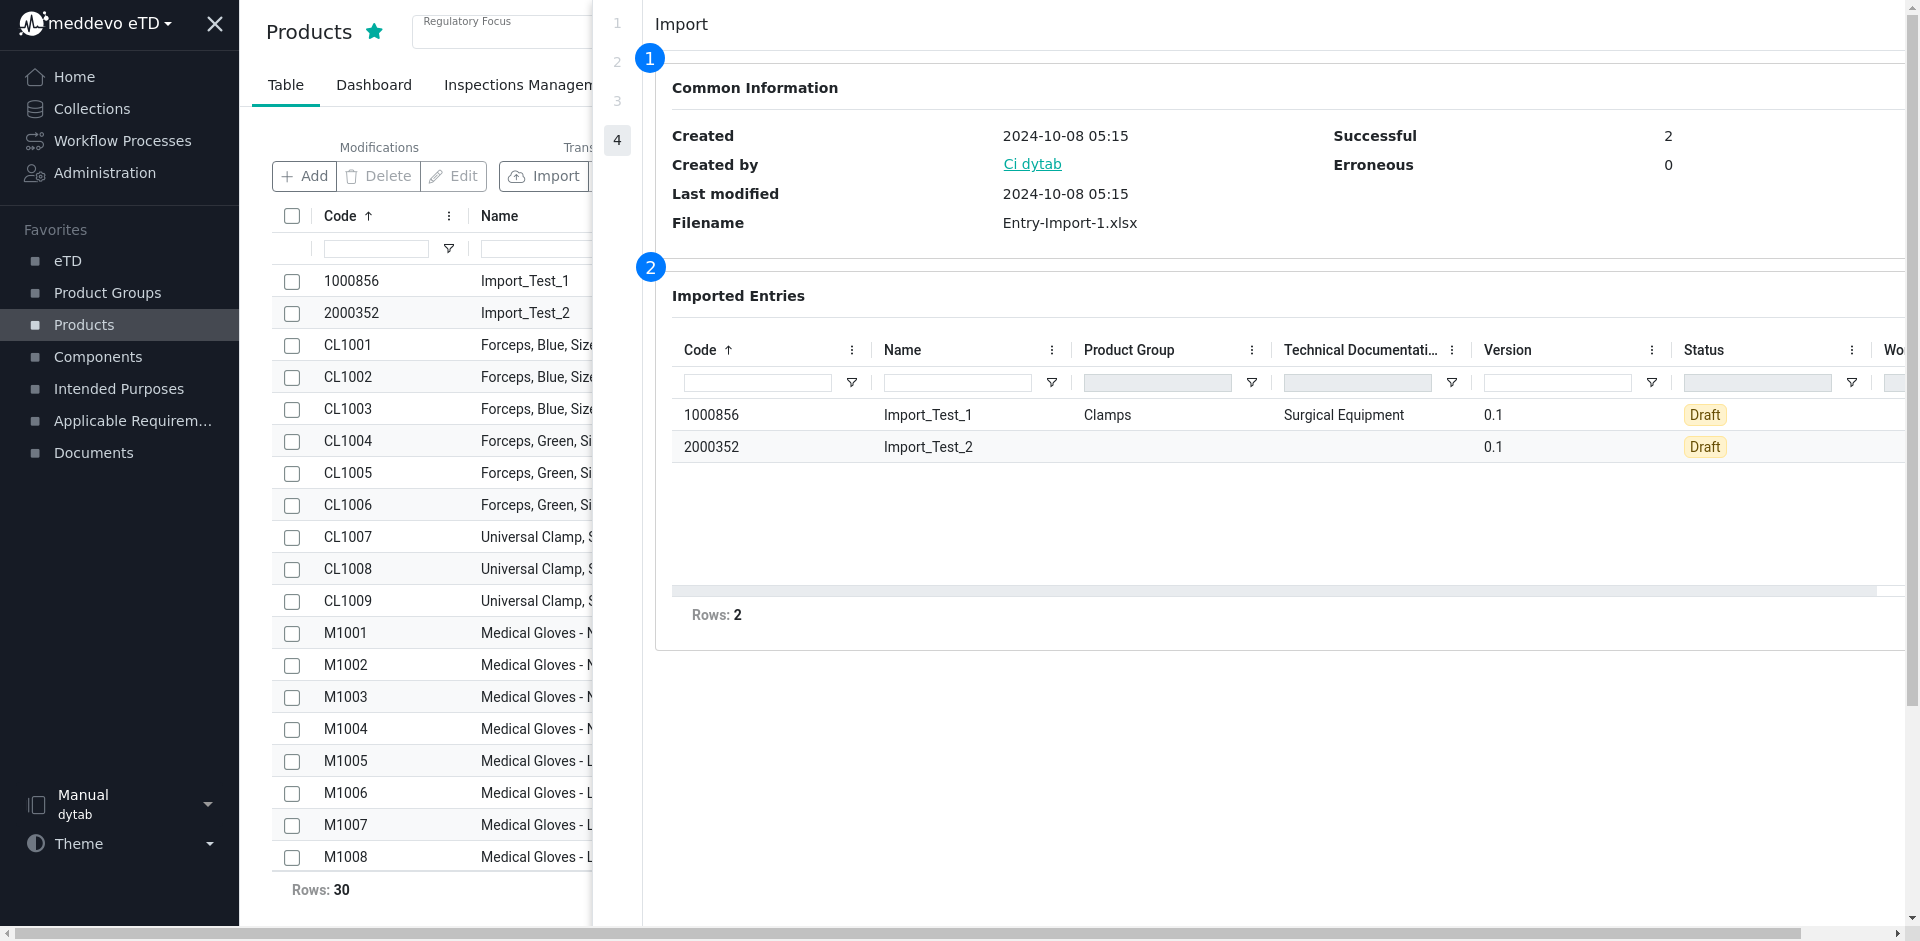 meddevo eTD
Home
Collections
Workflow Processes
Administration
Favorites
eTD
Product Groups
Products
Components
Intended Purposes
Applicable Requirem...
Documents
Manual
dytab
Theme
Products
Regulatory Focus
Table Dashboard Inspections Managem
Modifications Trans
Add Delete Edit Import
Code Name
1000856 Import_Test_1
2000352 Import_Test_2
CL1001 Forceps, Blue, Size
CL1002 Forceps, Blue, Size
CL1003 Forceps, Blue, Size
CL1004 Forceps, Green, Si
CL1005 Forceps, Green, Si
CL1006 Forceps, Green, Si
CL1007 Universal Clamp, S
CL1008 Universal Clamp, S
CL1009 Universal Clamp, S
M1001 Medical Gloves - N
M1002 Medical Gloves - N
M1003 Medical Gloves - N
M1004 Medical Gloves - N
M1005 Medical Gloves - L
M1006 Medical Gloves - L
M1007 Medical Gloves - L
M1008 Medical Gloves - L
Rows: 30
1
2
3
4
Import
1
Common Information
Created 2024-10-08 05:15 Successful 2
Created by Ci dytab Erroneous 0
Last modified 2024-10-08 05:15
Filename Entry-Import-1.xlsx
2
Imported Entries
Code Name Product Group Technical Documentati... Version Status Wo
1000856 Import_Test_1 Clamps Surgical Equipment 0.1 Draft
2000352 Import_Test_2 0.1 Draft
Rows: 2